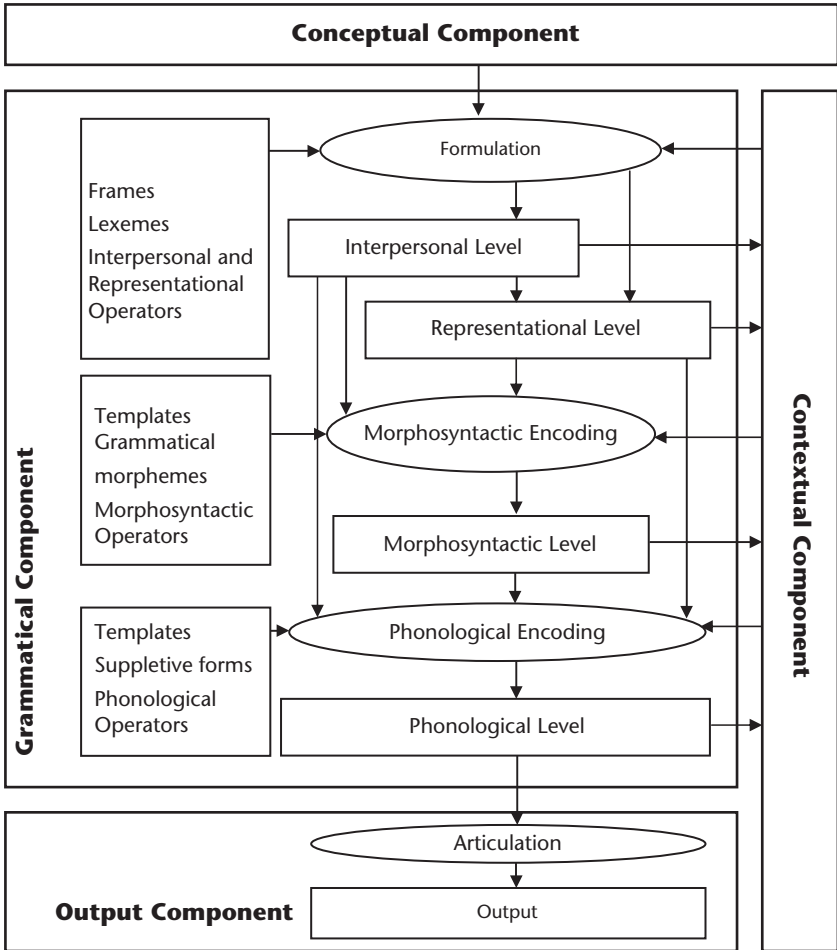 Conceptual Component
Formulation
Frames
Lexemes
Interpersonal and
Representational
Operators
Interpersonal Level
Representational Level
Templates
Grammatical
morphemes
Morphosyntactic
Operators
Morphosyntactic Encoding
Morphosyntactic Level
Templates
Suppletive forms
Phonological
Operators
Phonological Encoding
Phonological Level
Grammatical Component
Contextual Component
Articulation
Output Component
Output